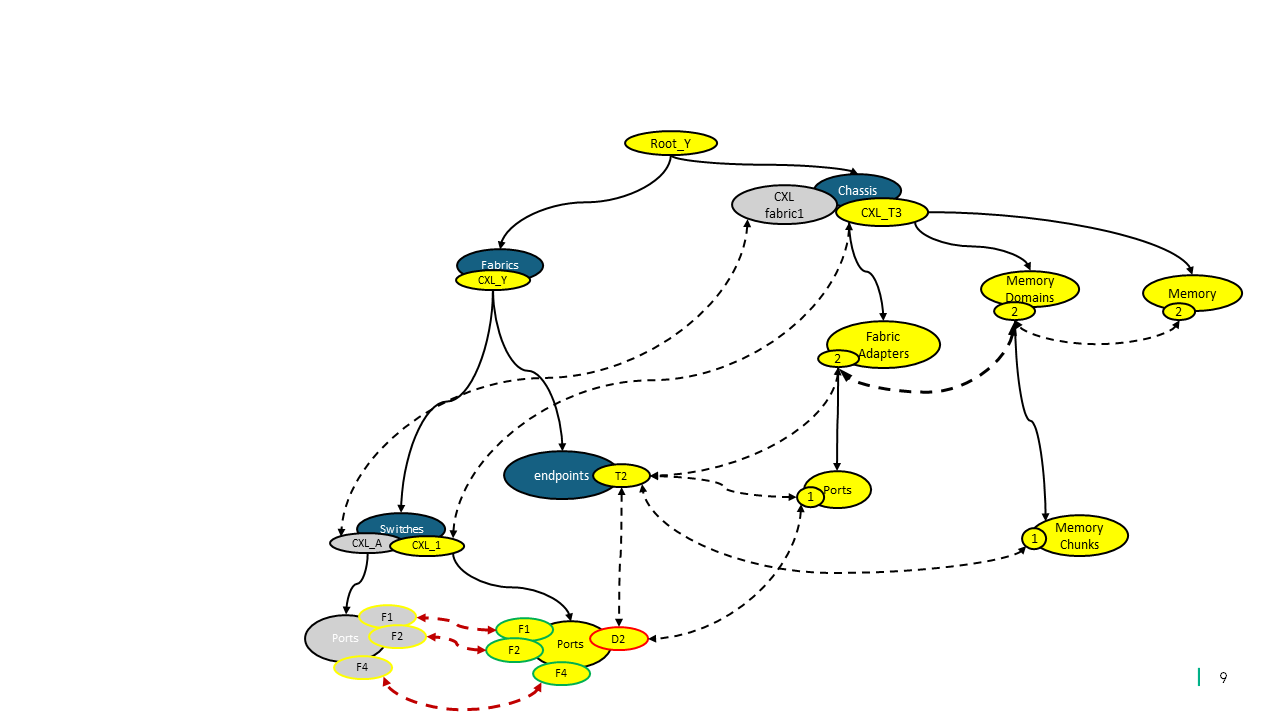 Root_Y
Chassis
CXL
fabric1
CXL_T3
Fabrics
CXL_Y
Memory
Domains
2
Memory
2
Fabric
Adapters
2
endpoints
T2
Ports
1
Switches
CXL_A
CXL_1
Memory
Chunks
1
Ports
F1
F2
F4
F1
F2
F4
Ports
D2
9